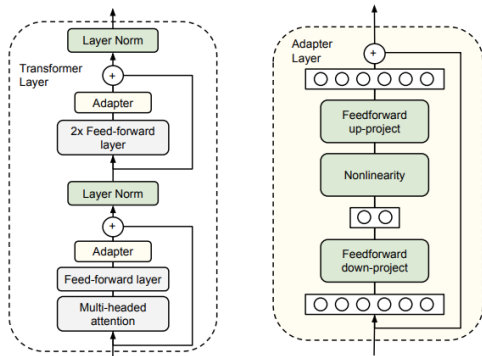 Layer Norm
Transformer
Layer
+
Adapter
2x Feed-forward
layer
Layer Norm
+
Adapter
Feed-forward layer
Multi-headed
attention
Adapter
Layer
+
Feedforward
up-project
Nonlinearity
Feedforward
down-project